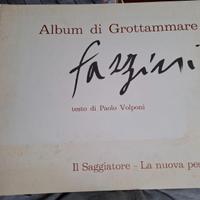 Album di Grottammare
fazzini
testo di Paolo Volponi
Il Saggiatore - La nuova